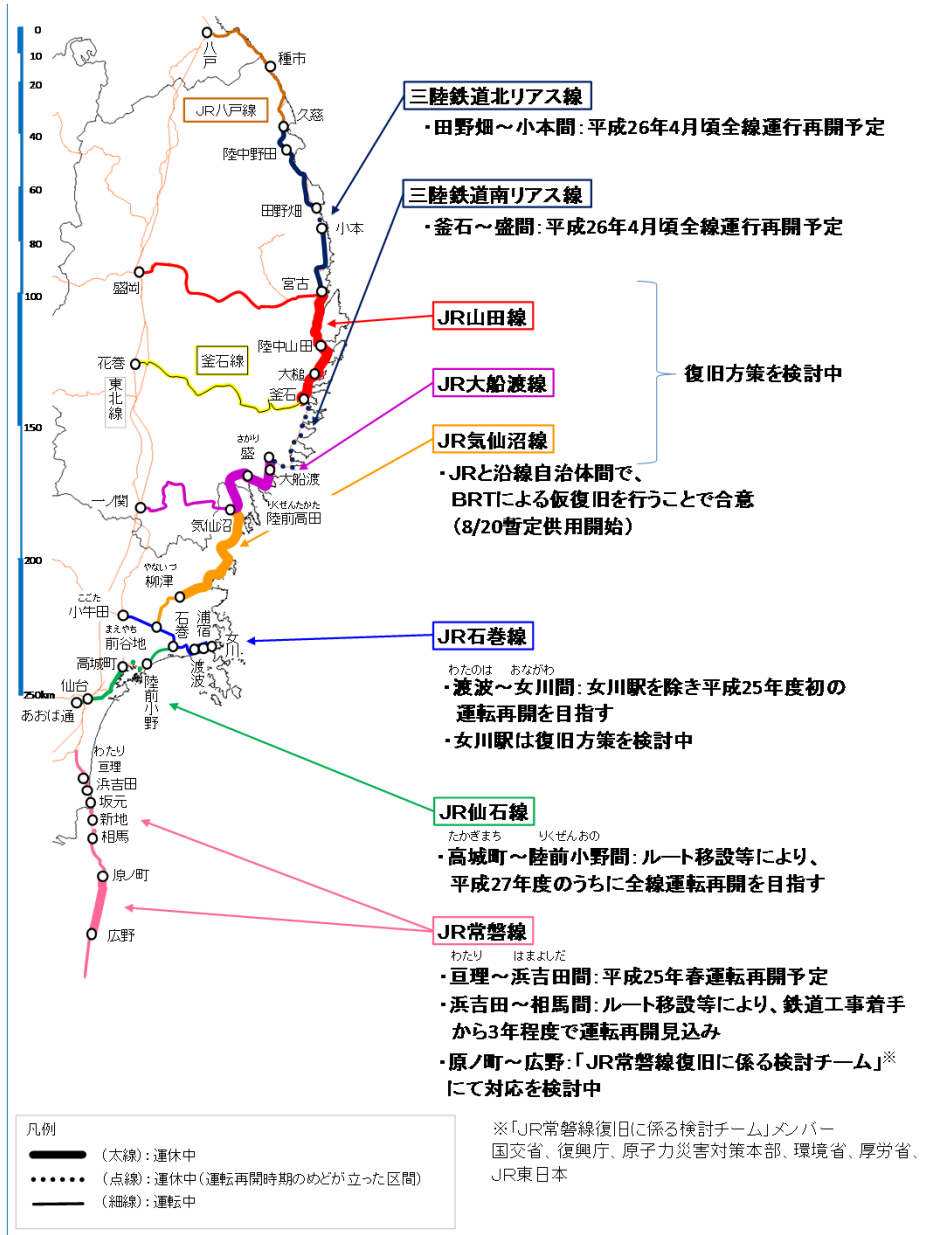 0
10
20
40
60
80
100
150
200
250km
八戸
種市
JR八戸線
久慈
陸中野田
田野畑
小本
宮古
盛岡
陸中山田
花巻
釜石線
大槌
釜石
東北線
さかり
盛
大船渡
一ノ関
りくぜんたかた
陸前高田
気仙沼
やないづ
柳津
こごた
小牛田
まえやち
前谷地
石巻
浦宿
女川
渡波
高城町
陸前小野
仙台
あおば通
わたり
亘理
浜吉田
坂元
新地
相馬
原ノ町
広野
三陸鉄道北リアス線
・田野畑～小本間：平成26年4月頃全線運行再開予定
三陸鉄道南リアス線
・釜石～盛間：平成26年4月頃全線運行再開予定
JR山田線
JR大船渡線
復旧方策を検討中
JR気仙沼線
・JRと沿線自治体間で、
BRTによる仮復旧を行うことで合意
（8/20暫定供用開始）
JR石巻線
わたのは おながわ
・渡波～女川間：女川駅を除き平成25年度初の
運転再開を目指す
・女川駅は復旧方策を検討中
JR仙石線
たかぎまち りくぜんおの
・高城町～陸前小野間：ルート移設等により、
平成27年度のうちに全線運転再開を目指す
JR常磐線
わたり はまよしだ
・亘理～浜吉田間：平成25年春運転再開予定
・浜吉田～相馬間：ルート移設等により、鉄道工事着手
から3年程度で運転再開見込み
・原ノ町～広野：「JR常磐線復旧に係る検討チーム」※
にて対応を検討中
凡例
（太線）：運休中
（点線）：運休中（運転再開時期のめどが立った区間）
（細線）：運転中
※「JR常磐線復旧に係る検討チーム」メンバー
国交省、復興庁、原子力災害対策本部、環境省、厚労省、
JR東日本